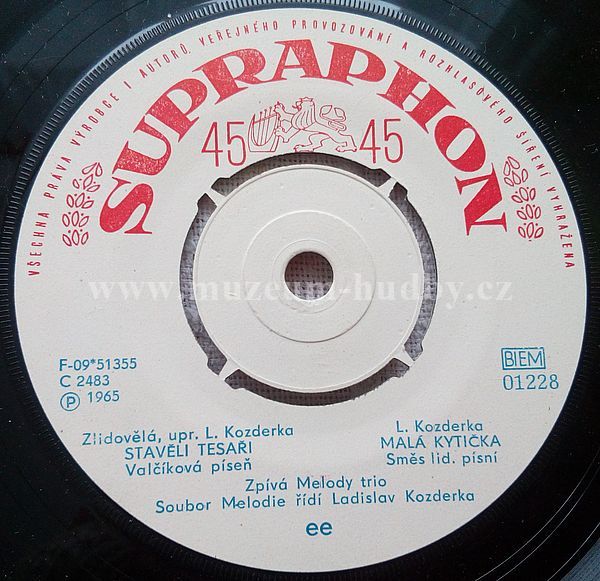 VŠECHNA PRÁVA VÝROBCE I AUTORŮ, VEŘEJNÉHO PROVOZOVÁNÍ A ROZHLASOVÉHO ŠÍŘENÍ VYHRAŽENA
SUPRAPHON
45 45
www.muzeum-hudby.cz
F-09*51355
C 2483
Ⓟ 1965
BIEM
01228
Zlidovělá, upr. L. Kozderka
STAVĚLI TESAŘI
Valčíková píseň
L. Kozderka
MALÁ KYTIČKA
Směs lid. písní
Zpívá Melody trio
Soubor Melodie řídí Ladislav Kozderka
ee